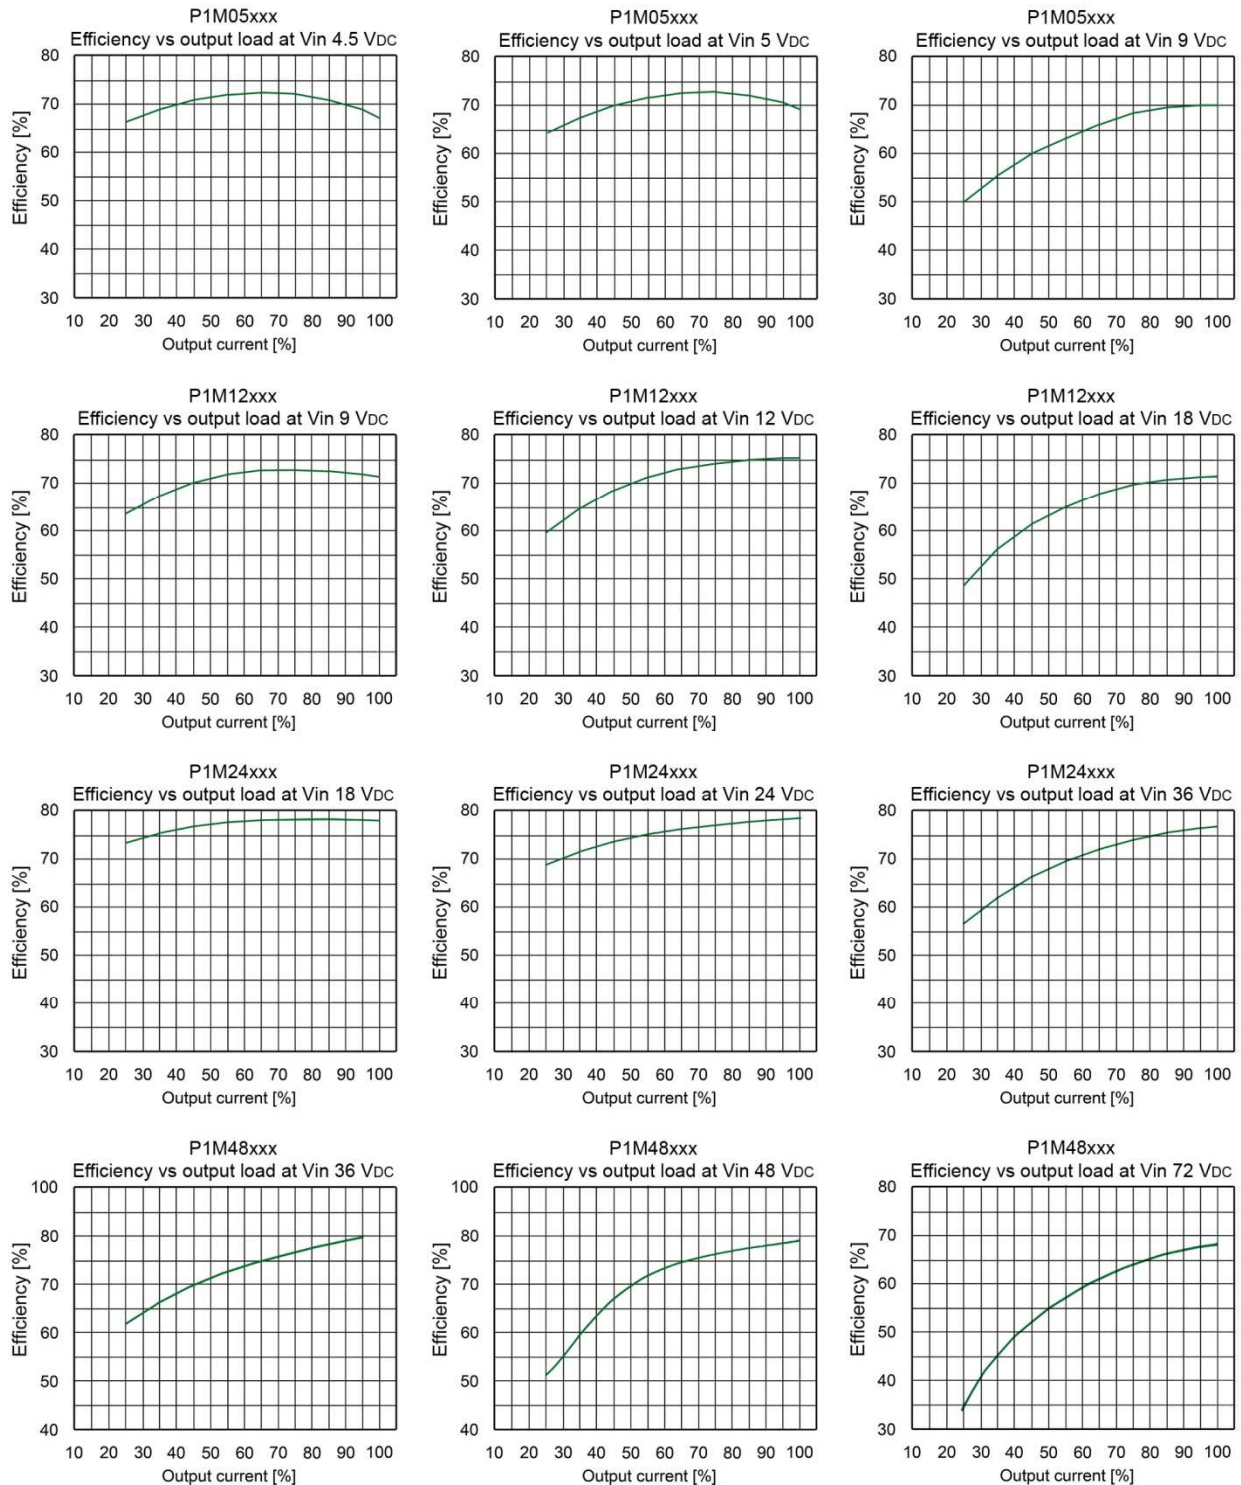 P1M05xxx
Efficiency vs output load at Vin 4.5 VDC
80
70
60
50
40
30
Efficiency [%]
10 20 30 40 50 60 70 80 90 100
Output current [%]
P1M05xxx
Efficiency vs output load at Vin 5 VDC
80
70
60
50
40
30
Efficiency [%]
10 20 30 40 50 60 70 80 90 100
Output current [%]
P1M05xxx
Efficiency vs output load at Vin 9 VDC
80
70
60
50
40
30
Efficiency [%]
10 20 30 40 50 60 70 80 90 100
Output current [%]
P1M12xxx
Efficiency vs output load at Vin 9 VDC
80
70
60
50
40
30
Efficiency [%]
10 20 30 40 50 60 70 80 90 100
Output current [%]
P1M12xxx
Efficiency vs output load at Vin 12 VDC
80
70
60
50
40
30
Efficiency [%]
10 20 30 40 50 60 70 80 90 100
Output current [%]
P1M12xxx
Efficiency vs output load at Vin 18 VDC
80
70
60
50
40
30
Efficiency [%]
10 20 30 40 50 60 70 80 90 100
Output current [%]
P1M24xxx
Efficiency vs output load at Vin 18 VDC
80
70
60
50
40
30
Efficiency [%]
10 20 30 40 50 60 70 80 90 100
Output current [%]
P1M24xxx
Efficiency vs output load at Vin 24 VDC
80
70
60
50
40
30
Efficiency [%]
10 20 30 40 50 60 70 80 90 100
Output current [%]
P1M24xxx
Efficiency vs output load at Vin 36 VDC
80
70
60
50
40
30
Efficiency [%]
10 20 30 40 50 60 70 80 90 100
Output current [%]
P1M48xxx
Efficiency vs output load at Vin 36 VDC
100
80
70
60
50
40
Efficiency [%]
10 20 30 40 50 60 70 80 90 100
Output current [%]
P1M48xxx
Efficiency vs output load at Vin 48 VDC
100
80
70
60
50
40
Efficiency [%]
10 20 30 40 50 60 70 80 90 100
Output current [%]
P1M48xxx
Efficiency vs output load at Vin 72 VDC
80
70
60
50
40
30
Efficiency [%]
10 20 30 40 50 60 70 80 90 100
Output current [%]